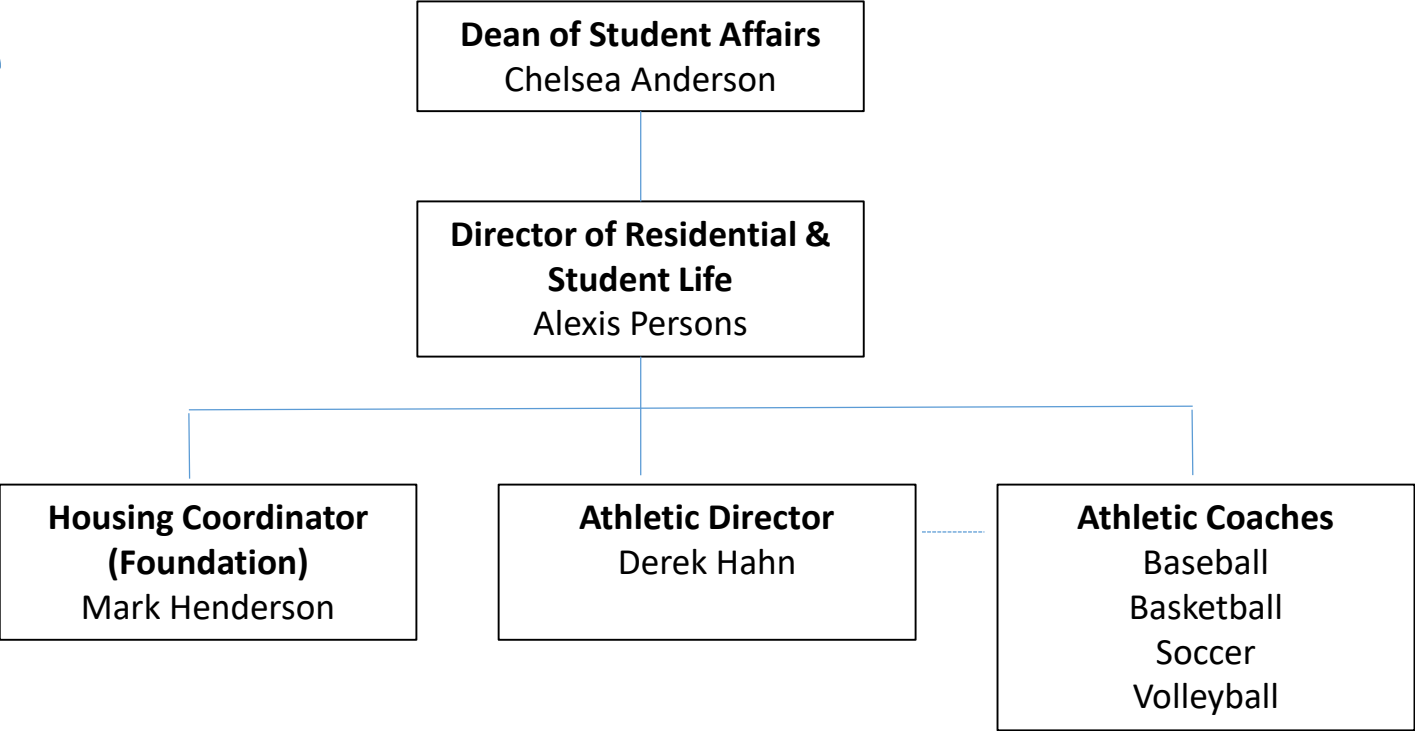 Dean of Student Affairs
Chelsea Anderson
Director of Residential &
Student Life
Alexis Persons
Housing Coordinator
(Foundation)
Mark Henderson
Athletic Director
Derek Hahn
Athletic Coaches
Baseball
Basketball
Soccer
Volleyball